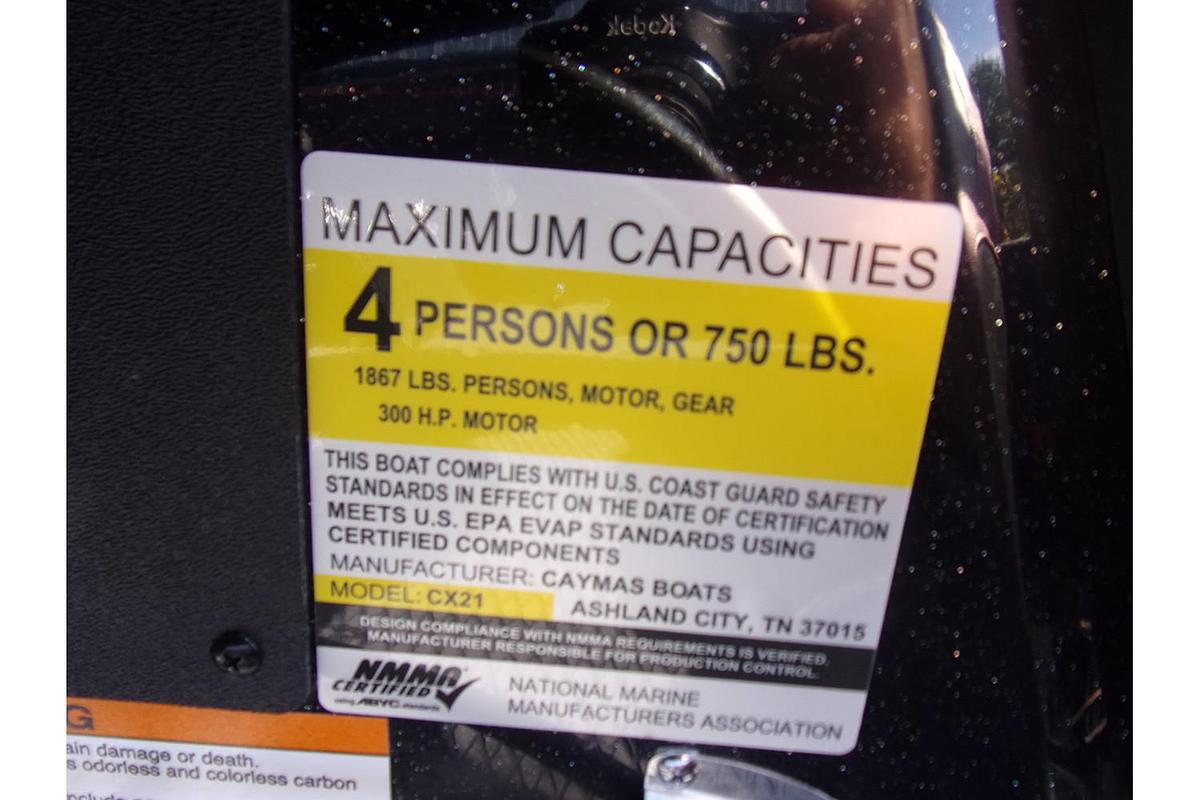 Kodak
MAXIMUM CAPACITIES
4 PERSONS OR 750 LBS.
1867 LBS. PERSONS, MOTOR, GEAR
300 H.P. MOTOR
THIS BOAT COMPLIES WITH U.S. COAST GUARD SAFETY
STANDARDS IN EFFECT ON THE DATE OF CERTIFICATION
MEETS U.S. EPA EVAP STANDARDS USING
CERTIFIED COMPONENTS
MANUFACTURER: CAYMAS BOATS
MODEL: CX21 ASHLAND CITY, TN 37015
DESIGN COMPLIANCE WITH NMMA REQUIREMENTS IS VERIFIED.
MANUFACTURER RESPONSIBLE FOR PRODUCTION CONTROL.
NMMA
CERTIFIED
using ABYC standards
NATIONAL MARINE
MANUFACTURERS ASSOCIATION
G
ain damage or death.
s odorless and colorless carbon